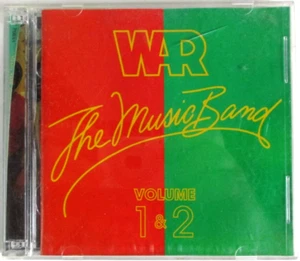 WAR
The Music Band
VOLUME
1 & 2